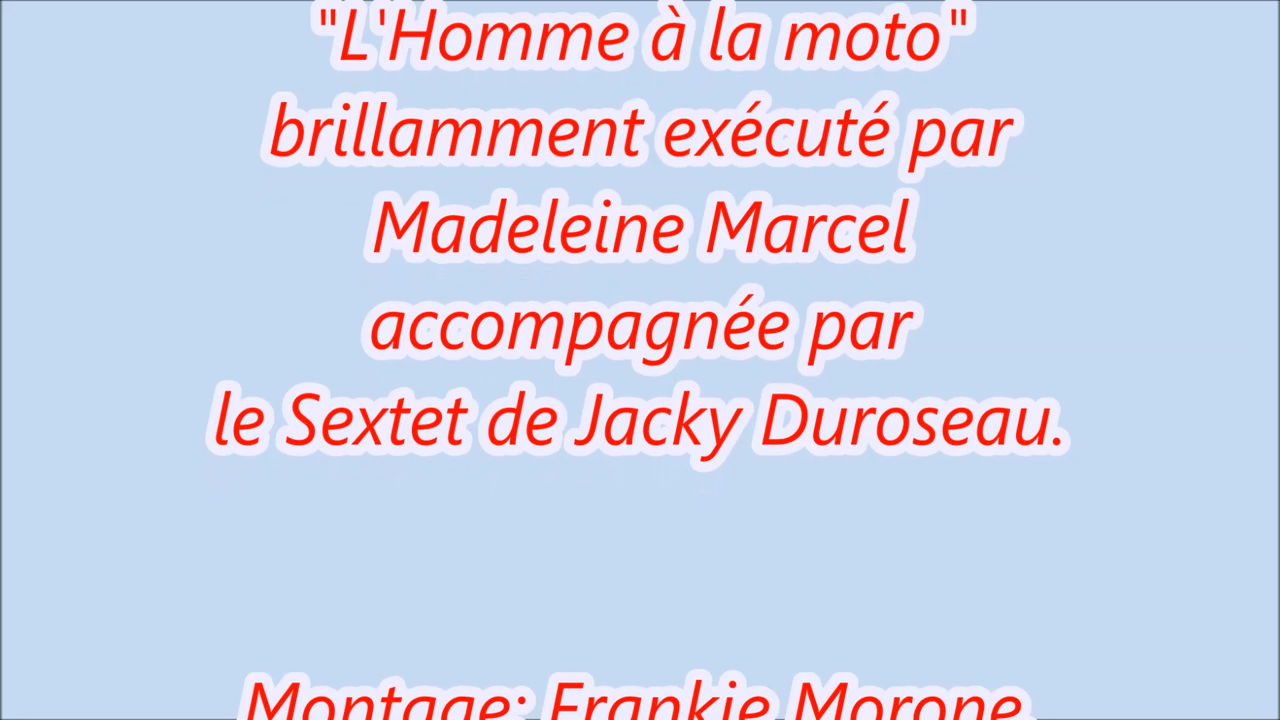 "L'Homme à la moto"
brillamment exécuté par
Madeleine Marcel
accompagnée par
le Sextet de Jacky Duroseau.
Montage: Frankie Morone